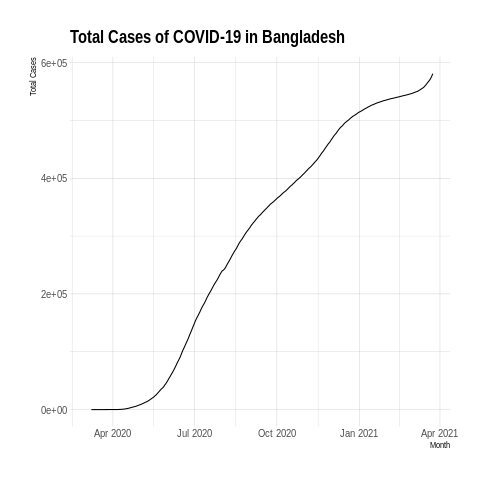 Total Cases of COVID-19 in Bangladesh
Total Cases
6e+05
4e+05
2e+05
0e+00
Apr 2020
Jul 2020
Oct 2020
Jan 2021
Apr 2021
Month